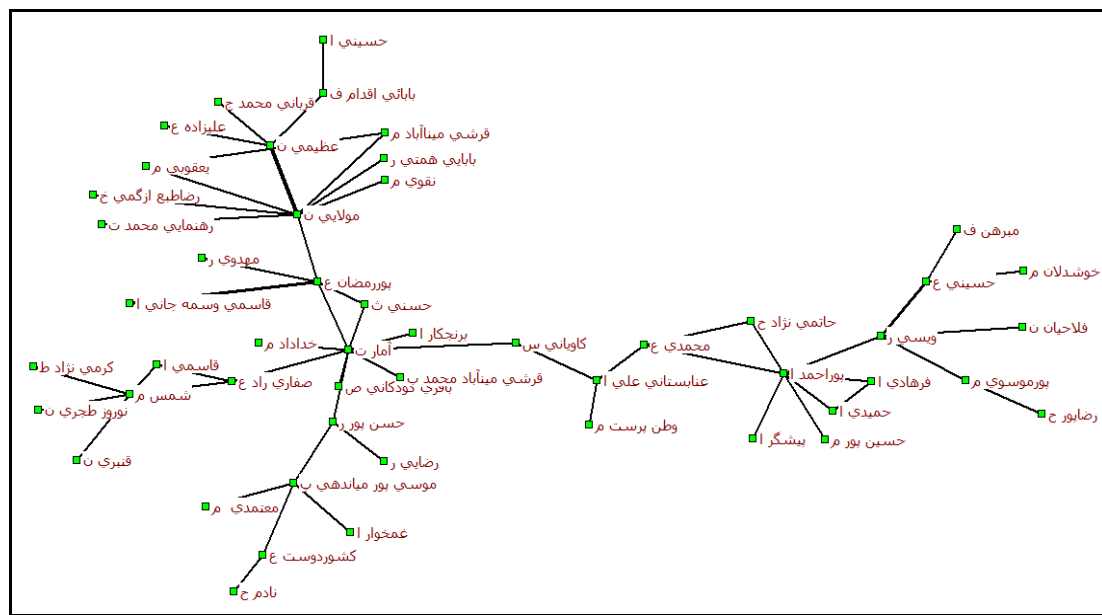 حسيني ا
بابائي اقدام ف
قرباني محمد ج
عليزاده ع
عظيمي ن
قرشي ميناآباد م
بابايي همتي ر
يعقوبي م
نقوي م
رضاطبع ازگمي خ
مولايي ن
رهنمايي محمد ت
ميرهن ف
مهدوي ر
خوشدلان م
پوررمضان ع
حسيني ع
قاسمي وسمه جاني ا
حسني ث
حاتمي نژاد ح
فلاحيان ن
برنجكار ا
ويسي ر
خداداد م
آمار ت
كاوياني س
محمدي ع
كرمي نژاد ط
قاسمي ا
صفاري راد ع
قرشي مينآباد محمد ب
عنابستاني علي ا
پوراحمد ا
فرهادي ا
پورموسوي م
باقري كودكاني ص
شمس م
نوروز طجري ن
حميدي ا
رضاپور ح
حسن پور ر
وطن پرست م
پيشگر ا
حسين پور م
قنبري ن
رضايي ر
موسي پور مياندهي پ
معتمدي م
غمخوار ا
كشوردوست ع
نادم ح